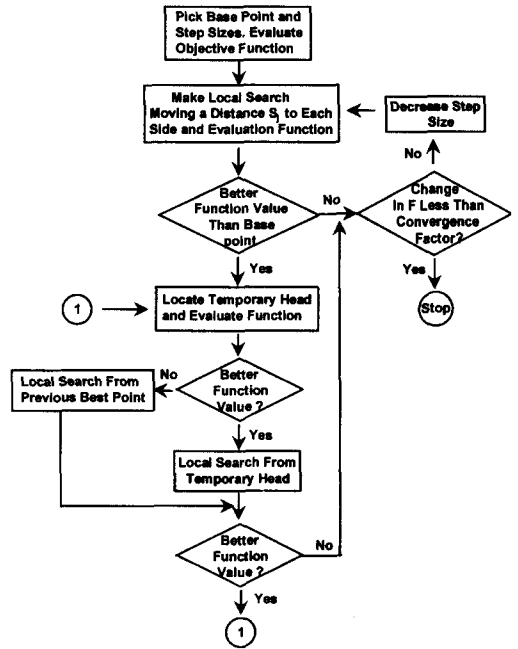 Pick Base Point and
Step Sizes. Evaluate
Objective Function
Make Local Search
Moving a Distance Sj to Each
Side and Evaluation Function
Decrease Step
Size
No
Better
Function Value
Than Base
point
No
Change
In F Less Than
Convergence
Factor?
Yes
Yes
Stop
1
Locate Temporary Head
and Evaluate Function
No
Local Search From
Previous Best Point
Better
Function
Value ?
Yes
Local Search From
Temporary Head
Better
Function
Value ?
No
Yes
1